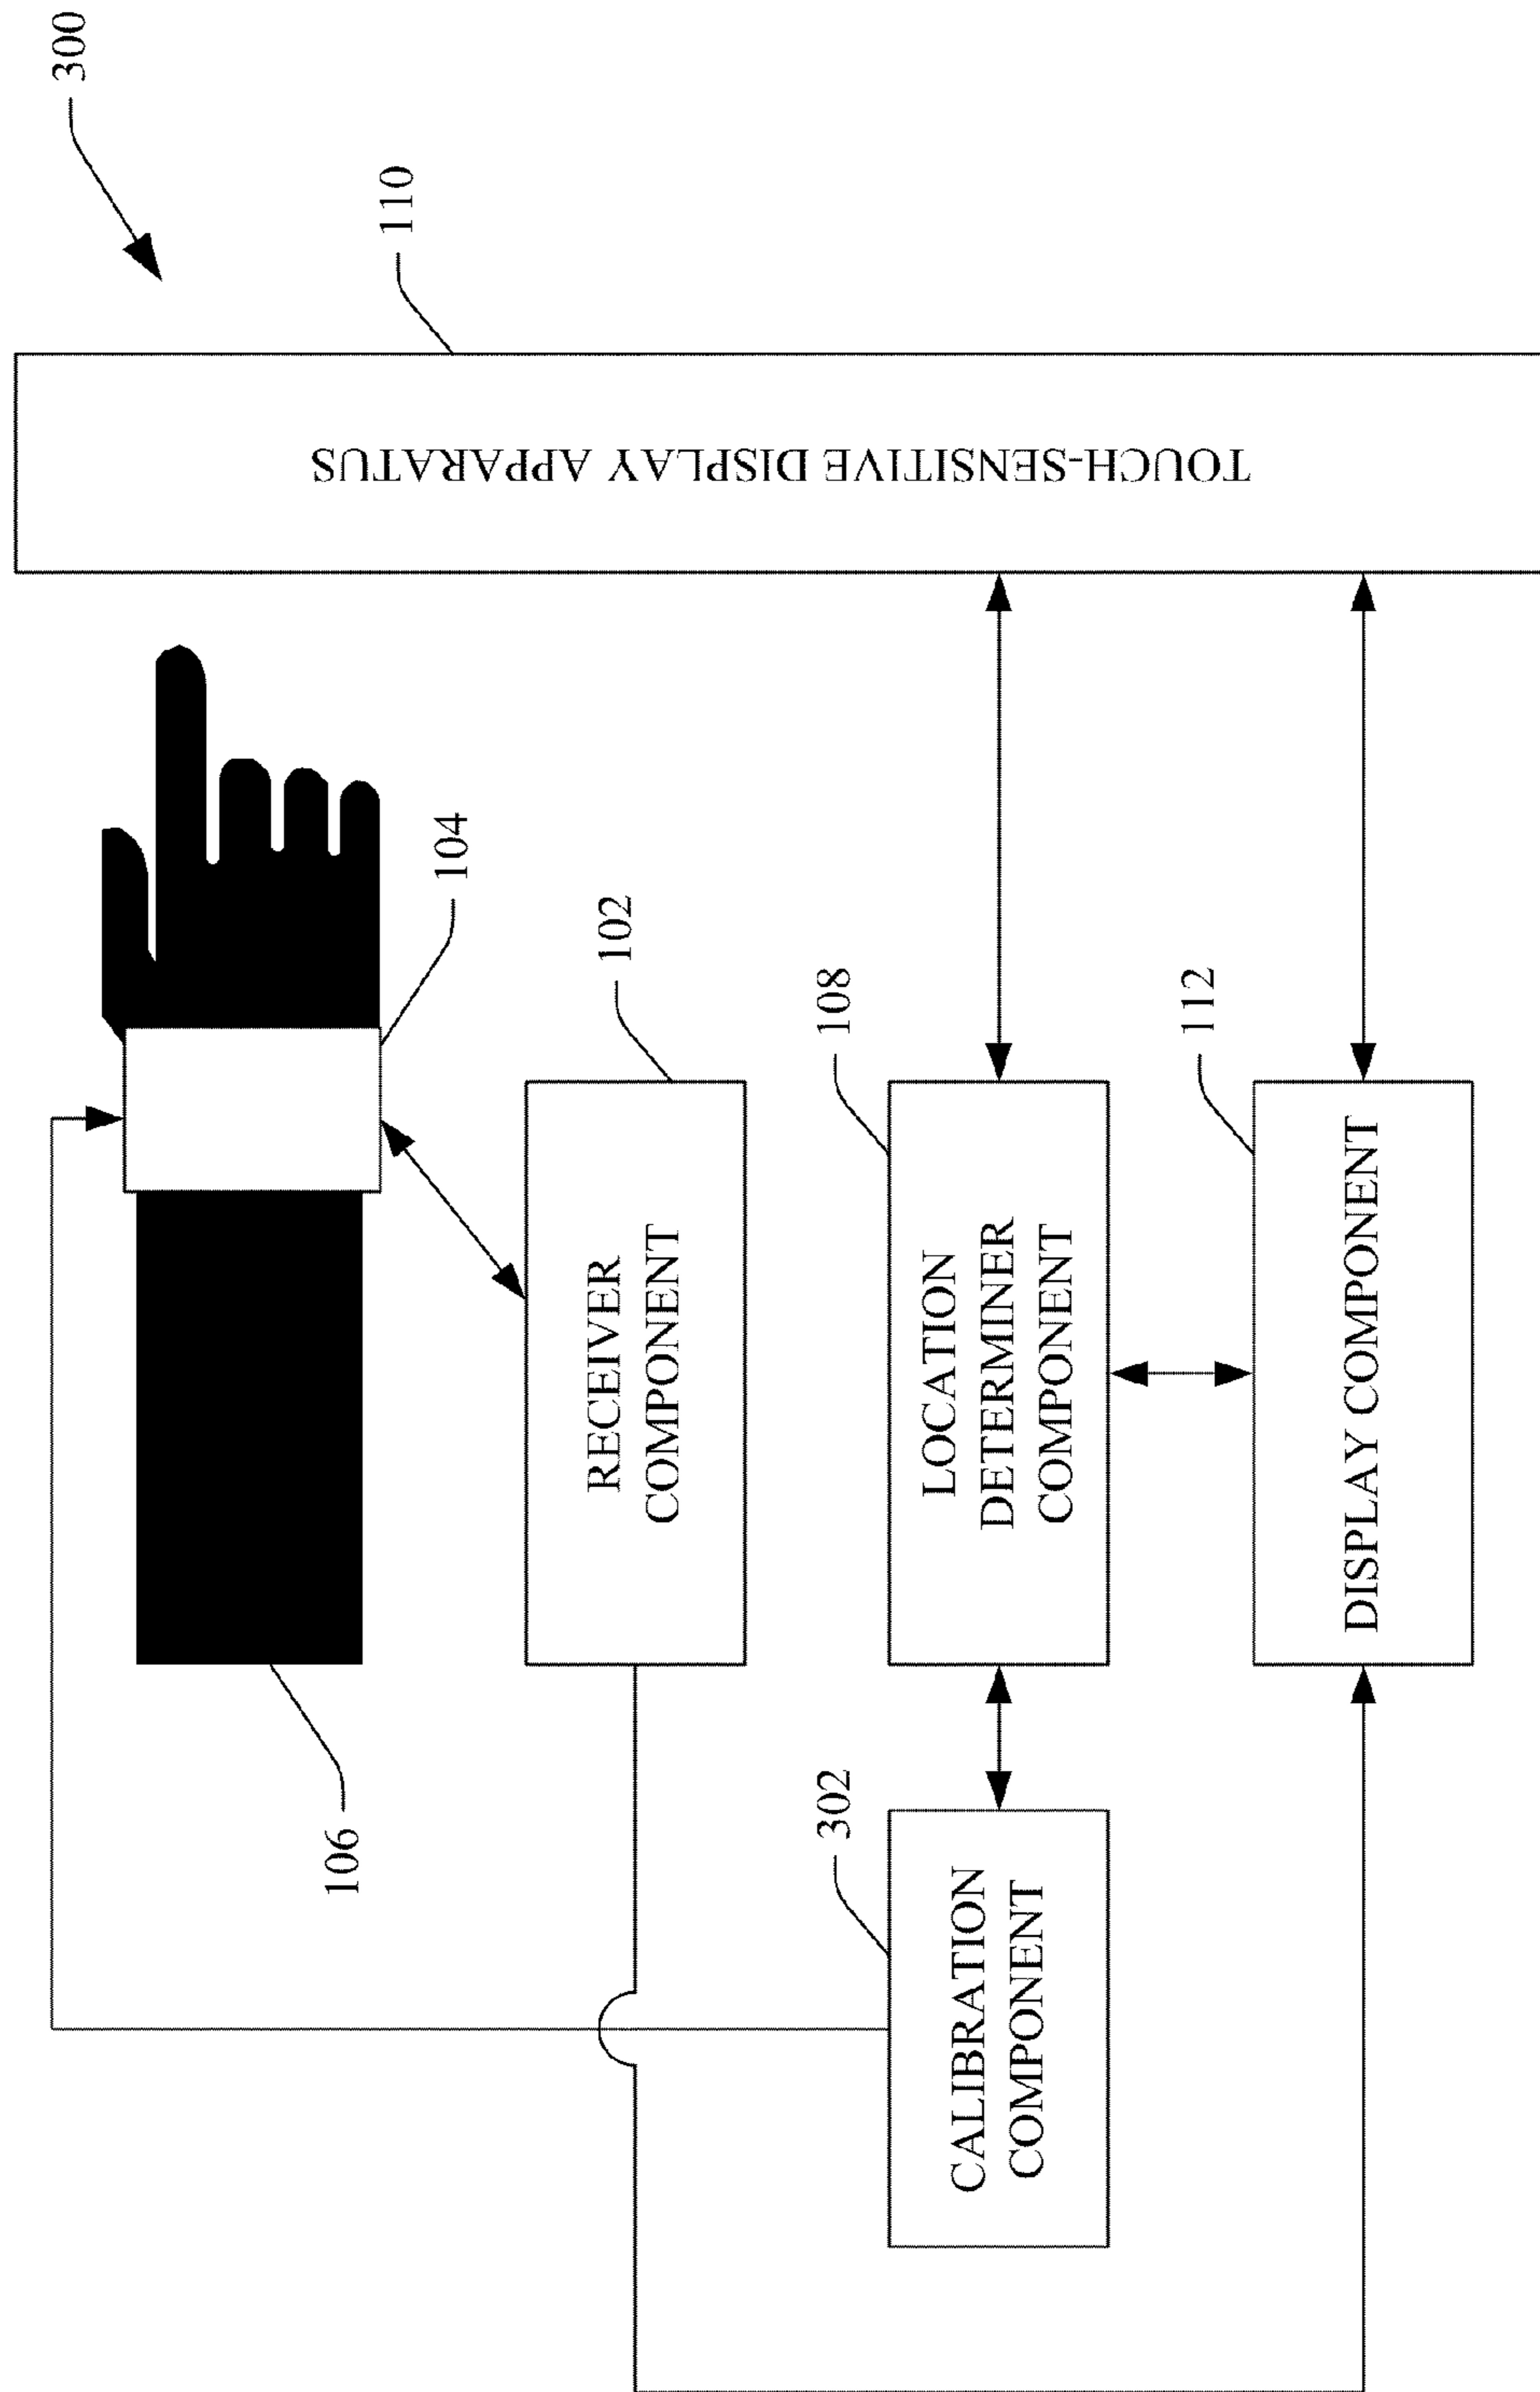 300
110
TOUCH-SENSITIVE DISPLAY APPARATUS
104
106
102
RECEIVER
COMPONENT
108
LOCATION
DETERMINER
COMPONENT
302
CALIBRATION
COMPONENT
112
DISPLAY COMPONENT